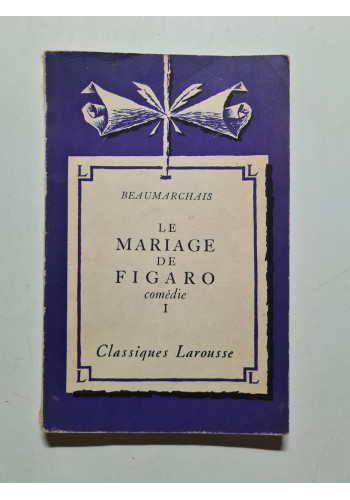 L L
BEAUMARCHAIS
LE
MARIAGE
DE
FIGARO
comédie
I
Classiques Larousse
L L